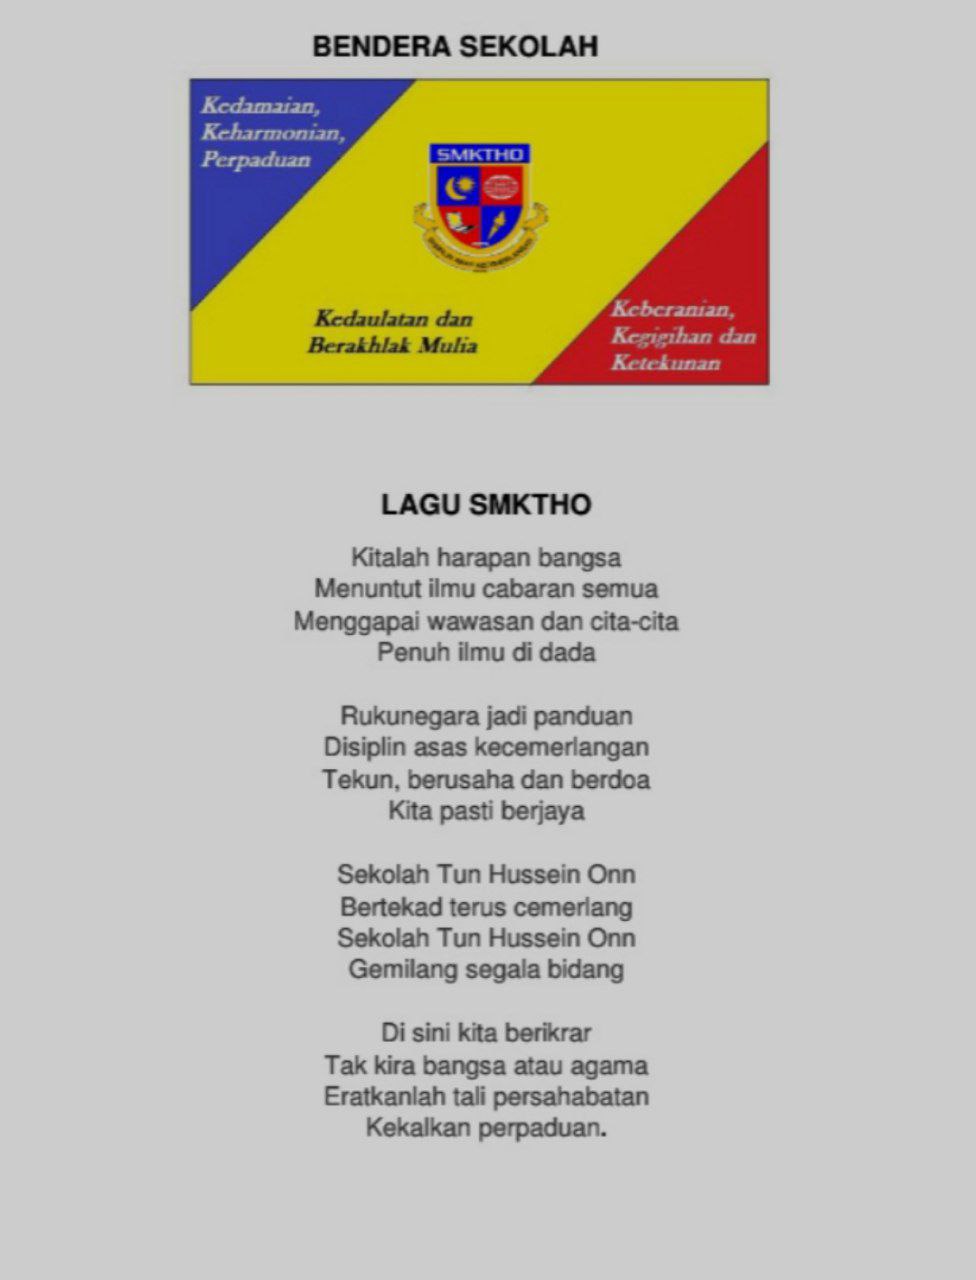 BENDERA SEKOLAH
Kedamaian,
Keharmonian,
Perpaduan
SMKTHO
Kedaulatan dan
Berakhlak Mulia
Keberanian,
Kegigihan dan
Ketekunan
LAGU SMKTHO
Kitalah harapan bangsa
Menuntut ilmu cabaran semua
Menggapai wawasan dan cita-cita
Penuh ilmu di dada
Rukunegara jadi panduan
Disiplin asas kecemerlangan
Tekun, berusaha dan berdoa
Kita pasti berjaya
Sekolah Tun Hussein Onn
Bertekad terus cemerlang
Sekolah Tun Hussein Onn
Gemilang segala bidang
Di sini kita berikrar
Tak kira bangsa atau agama
Eratkanlah tali persahabatan
Kekalkan perpaduan.